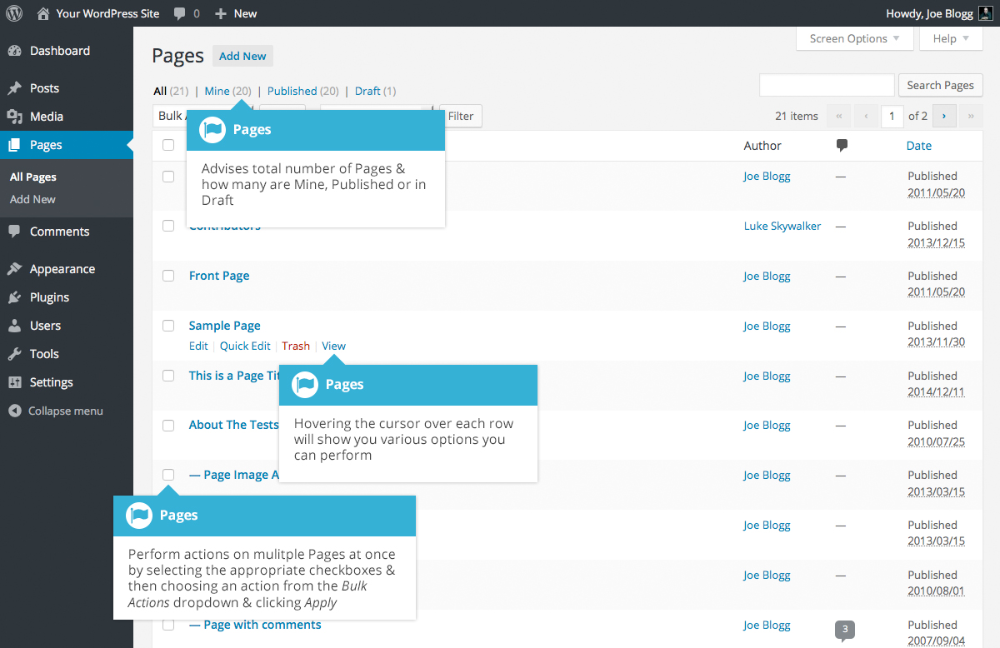 Your WordPress Site 0 New Howdy, Joe Blogg
Screen Options Help
Dashboard
Posts
Media
Pages
All Pages
Add New
Comments
Appearance
Plugins
Users
Tools
Settings
Collapse menu
Pages Add New
All (21) | Mine (20) | Published (20) | Draft (1)
Search Pages
Bulk Filter 21 items « ‹ 1 of 2 › »
Pages
Advises total number of Pages &
how many are Mine, Published or in
Draft
Author Date
Joe Blogg — Published
2011/05/20
Contributors Luke Skywalker — Published
2013/12/15
Front Page Joe Blogg — Published
2011/05/20
Sample Page Joe Blogg — Published
Edit | Quick Edit | Trash | View 2013/11/30
This is a Page Joe Blogg — Published
2014/12/11
Pages
Hovering the cursor over each row
will show you various options you
can perform
About The Tests Joe Blogg — Published
2010/07/25
— Page Image Joe Blogg — Published
2013/03/15
Pages
Perform actions on mulitple Pages at once
by selecting the appropriate checkboxes &
then choosing an action from the Bulk
Actions dropdown & clicking Apply
Joe Blogg — Published
2013/03/15
Joe Blogg — Published
2010/08/01
— Page with comments Joe Blogg 3 Published
2007/09/04